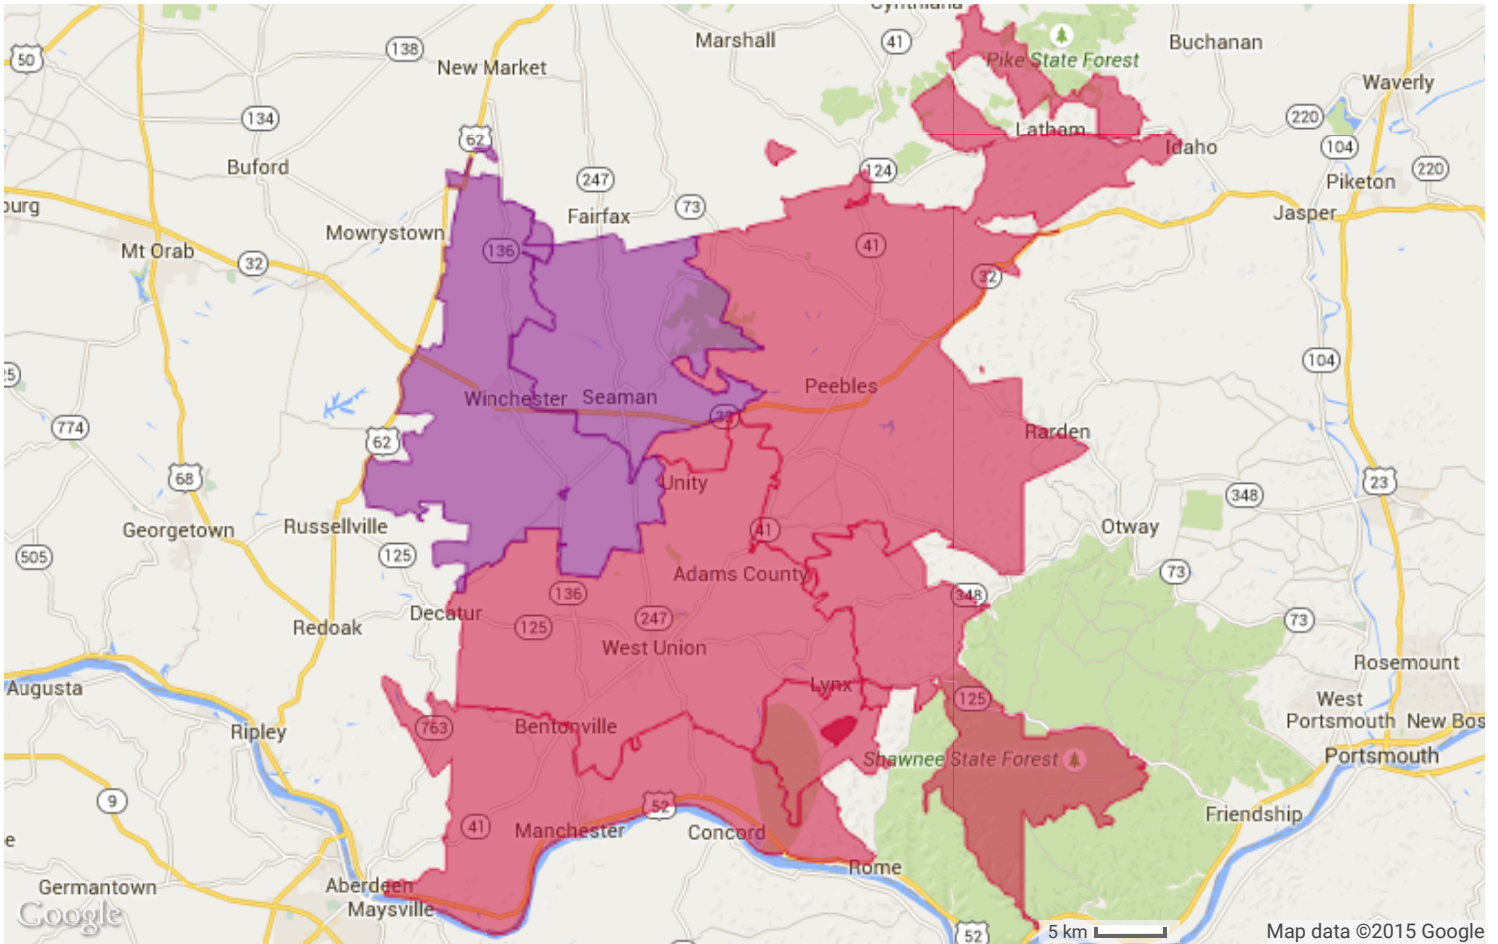 Cynthiana
50
138
Marshall
41
Buchanan
New Market
Pike State Forest
Waverly
134
62
220
Latham
Idaho
104
Buford
247
124
220
Piketon
burg
Fairfax
73
Jasper
Mowrystown
136
41
Mt Orab
32
32
25
104
Peebles
Winchester
Seaman
774
62
32
Rarden
68
Unity
23
348
Georgetown
Russellville
41
Otway
505
125
Adams County
73
136
348
Decatur
125
247
73
Redoak
West Union
Rosemount
Augusta
Lynx
125
West
Portsmouth
New Bos
Ripley
763
Bentonville
Shawnee State Forest
Portsmouth
9
52
41
Manchester
Concord
Friendship
e
Rome
Germantown
Aberdeen
Maysville
Google
52
5 km
Map data ©2015 Google